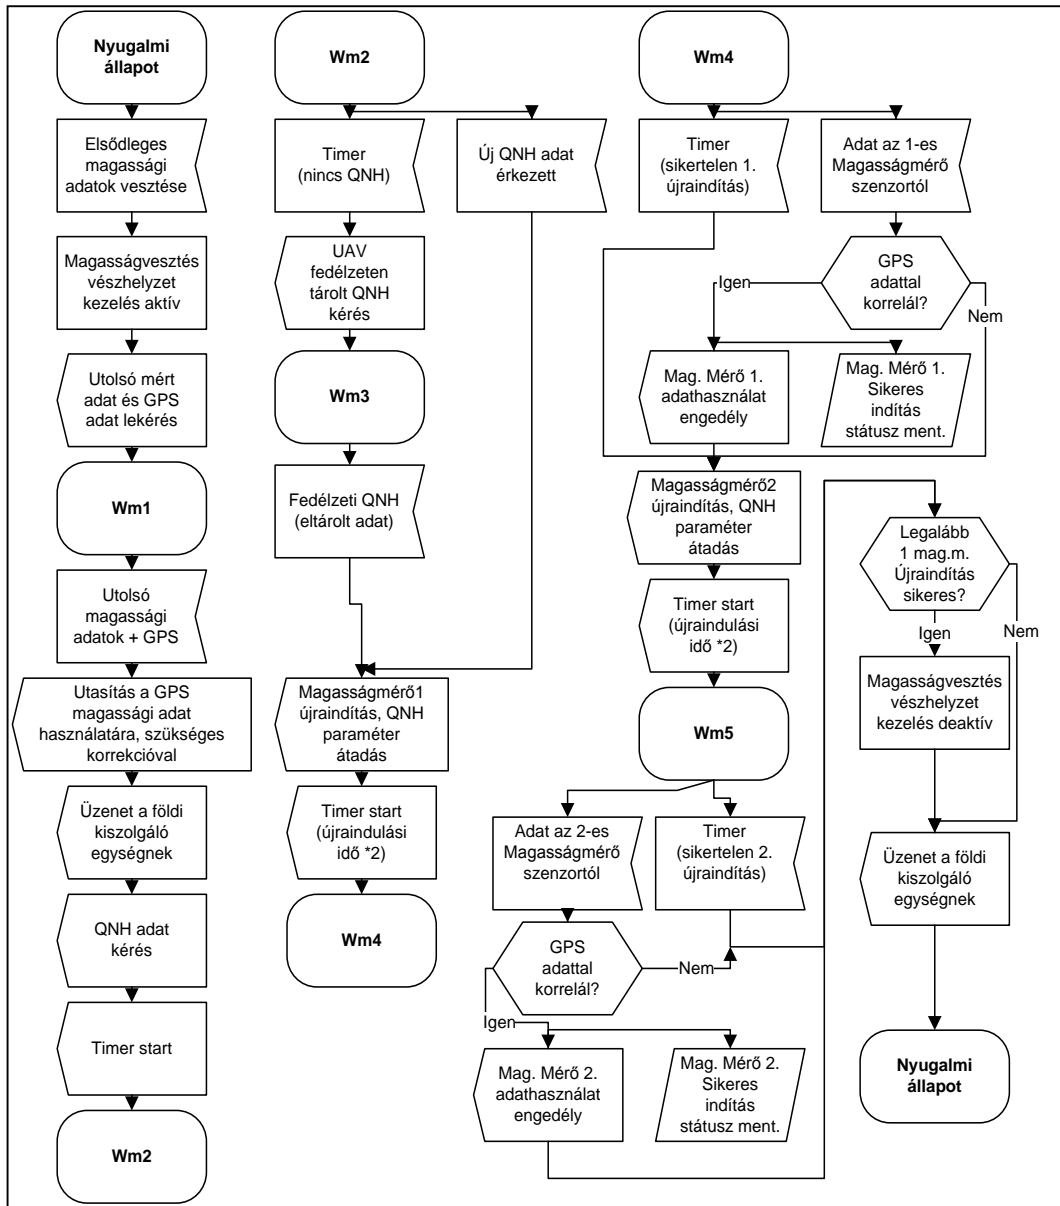 Nyugalmi
állapot
Elsődleges
magassági
adatok vesztése
Magasságvesztés
vészhelyzet
kezelés aktív
Utolsó mért
adat és GPS
adat lekérés
Wm1
Utolsó
magassági
adatok + GPS
Utasítás a GPS
magassági adat
használatára, szükséges
korrekcióval
Üzenet a földi
kiszolgáló
egységnek
QNH adat
kérés
Timer start
Wm2
Wm2
Timer
(nincs QNH)
Új QNH adat
érkezett
UAV
fedélzeten
tárolt QNH
kérés
Wm3
Fedélzeti QNH
(eltárolt adat)
Magasságmérő1
újraindítás, QNH
paraméter
átadás
Timer start
(újraindulási
idő *2)
Wm4
Wm4
Timer
(sikertelen 1.
újraindítás)
Adat az 1-es
Magasságmérő
szenzortól
GPS
adattal
korrelál?
Igen
Nem
Mag. Mérő 1.
adathasználat
engedély
Mag. Mérő 1.
Sikeres
indítás
státusz ment.
Magasságmérő2
újraindítás, QNH
paraméter
átadás
Timer start
(újraindulási
idő *2)
Wm5
Adat az 2-es
Magasságmérő
szenzortól
Timer
(sikertelen 2.
újraindítás)
GPS
adattal
korrelál?
Nem
Igen
Mag. Mérő 2.
adathasználat
engedély
Mag. Mérő 2.
Sikeres
indítás
státusz ment.
Legalább
1 mag.m.
Újraindítás
sikeres?
Igen
Nem
Magasságvesztés
vészhelyzet
kezelés deaktív
Üzenet a földi
kiszolgáló
egységnek
Nyugalmi
állapot